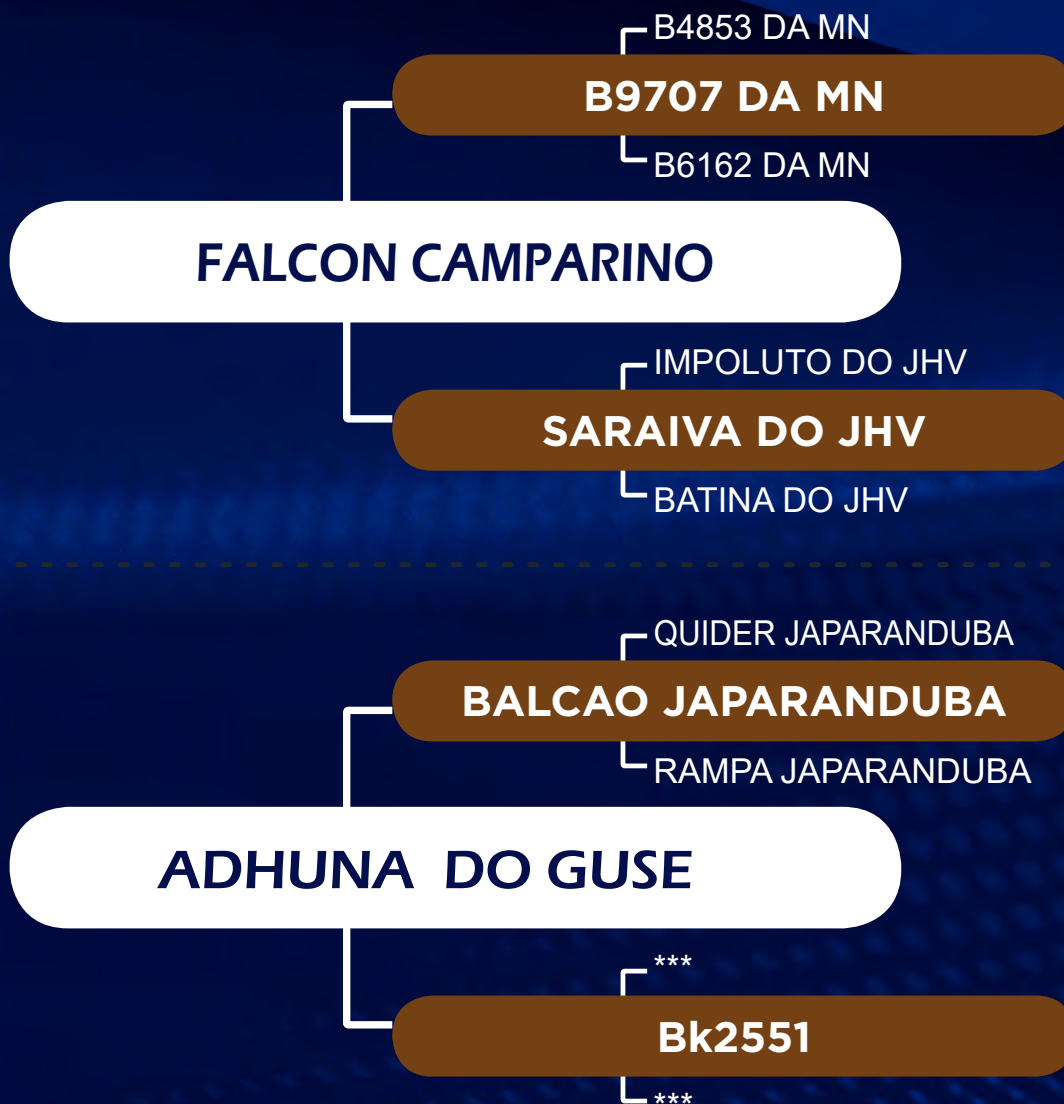 B4853 DA MN
B9707 DA MN
B6162 DA MN
FALCON CAMPARINO
IMPOLUTO DO JHV
SARAIVA DO JHV
BATINA DO JHV
QUIDER JAPARANDUBA
BALCAO JAPARANDUBA
RAMPA JAPARANDUBA
ADHUNA DO GUSE
***
Bk2551
***